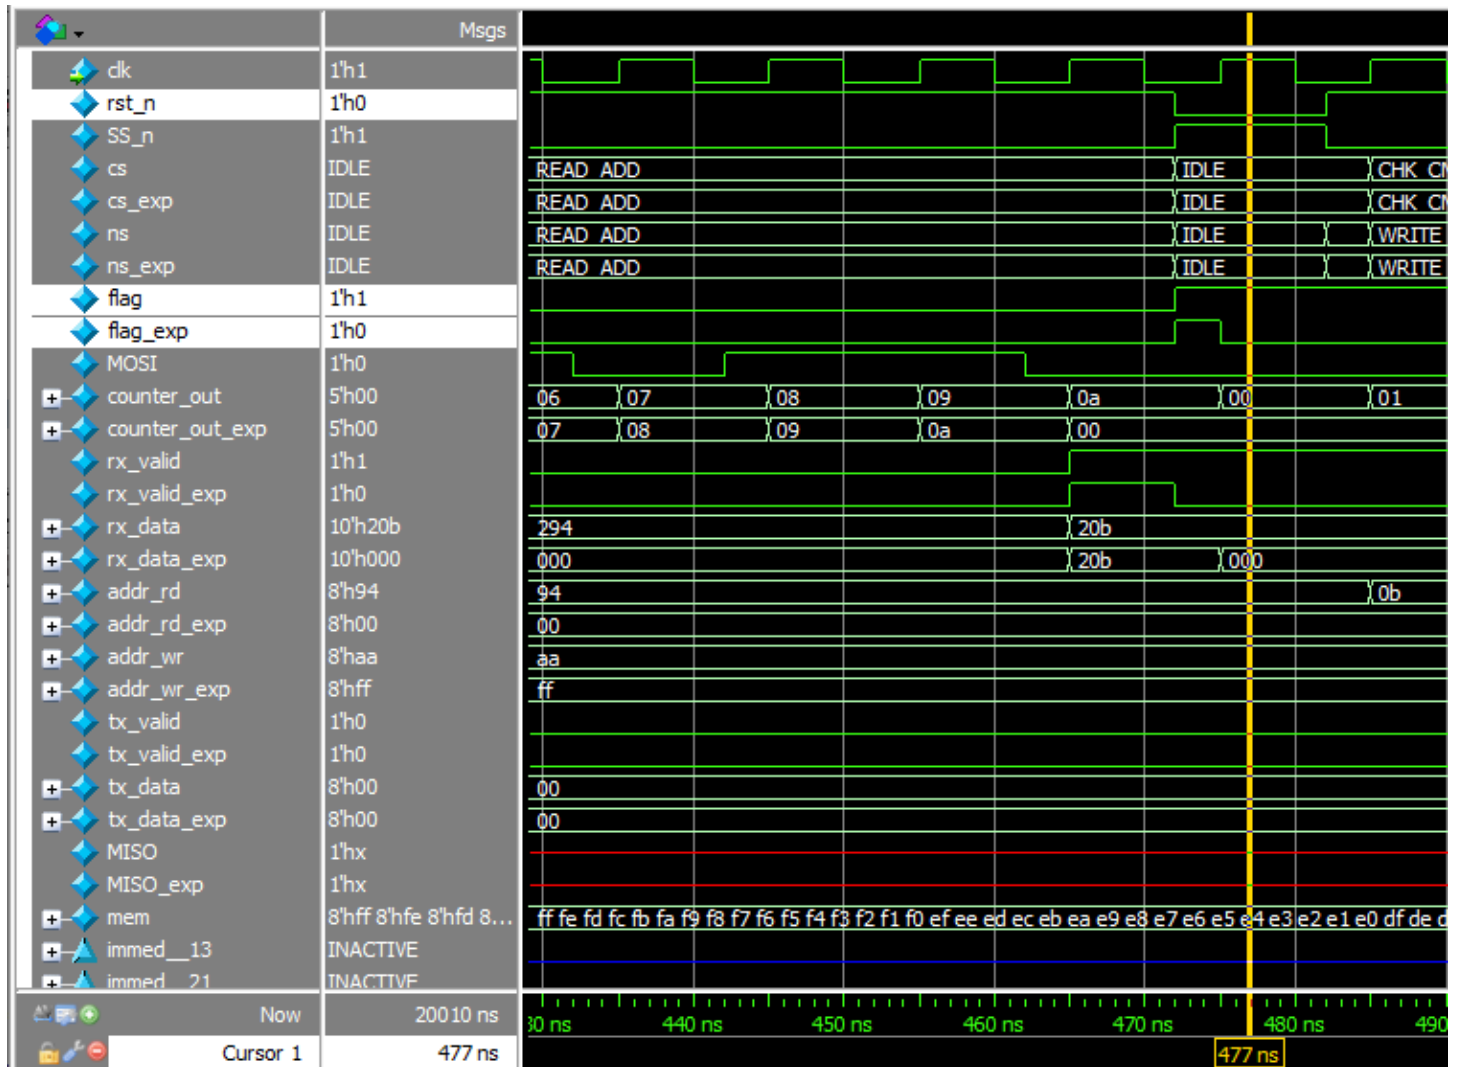 Msgs
clk 1'h1
rst_n 1'h0
SS_n 1'h1
cs IDLE READ_ADD IDLE CHK_CM
cs_exp IDLE READ_ADD IDLE CHK_CM
ns IDLE READ_ADD IDLE WRITE
ns_exp IDLE READ_ADD IDLE WRITE
flag 1'h1
flag_exp 1'h0
MOSI 1'h0
counter_out 5'h00 06 07 08 09 0a 00 01
counter_out_exp 5'h00 07 08 09 0a 00
rx_valid 1'h1
rx_valid_exp 1'h0
rx_data 10'h20b 294 20b
rx_data_exp 10'h000 000 20b 000
addr_rd 8'h94 94 0b
addr_rd_exp 8'h00 00
addr_wr 8'haa aa
addr_wr_exp 8'hff ff
tx_valid 1'h0
tx_valid_exp 1'h0
tx_data 8'h00 00
tx_data_exp 8'h00 00
MISO 1'hx
MISO_exp 1'hx
mem 8'hff 8'hfe 8'hfd 8... ff fe fd fc fb fa f9 f8 f7 f6 f5 f4 f3 f2 f1 f0 ef ee ed ec eb ea e9 e8 e7 e6 e5 e4 e3 e2 e1 e0 df de d
immed__13 INACTIVE
immed__21 INACTIVE
Now 20010 ns 30 ns 440 ns 450 ns 460 ns 470 ns 480 ns 490
Cursor 1 477 ns 477 ns